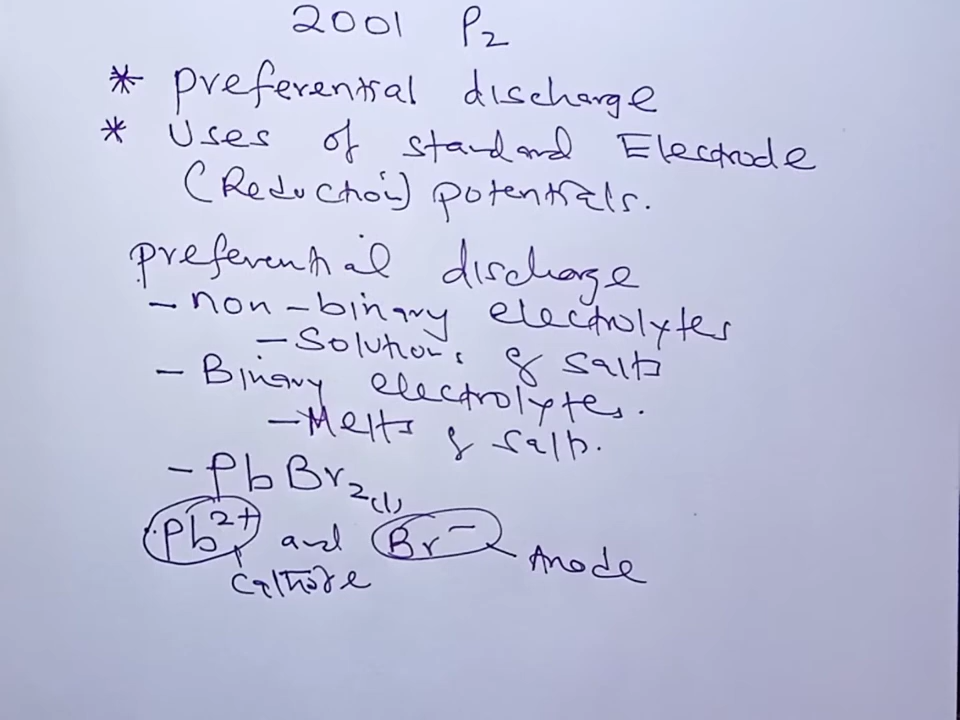 2001 P2
* Preferential discharge
* Uses of standard Electrode
(Reduction) potentials.
preferential discharge
- non-binary electrolytes
- Solutions of salts
- Binary electrolytes.
- Melts of salts.
- PbBr₂(l)
Pb²⁺ and Br⁻
Cathode Anode